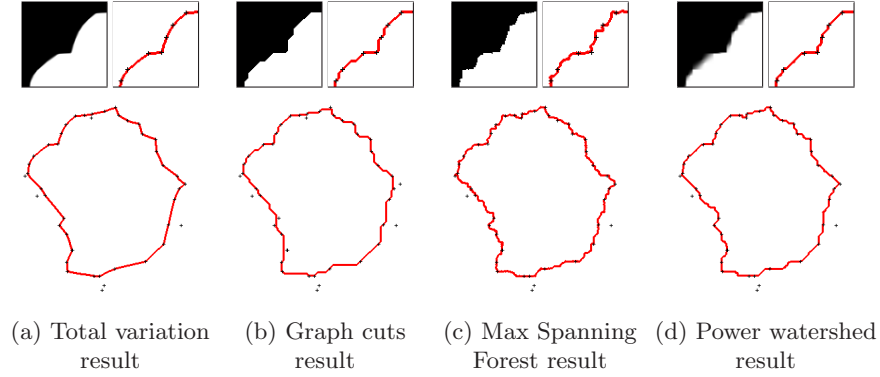 (a) Total variation
result
(b) Graph cuts
result
(c) Max Spanning
Forest result
(d) Power watershed
result